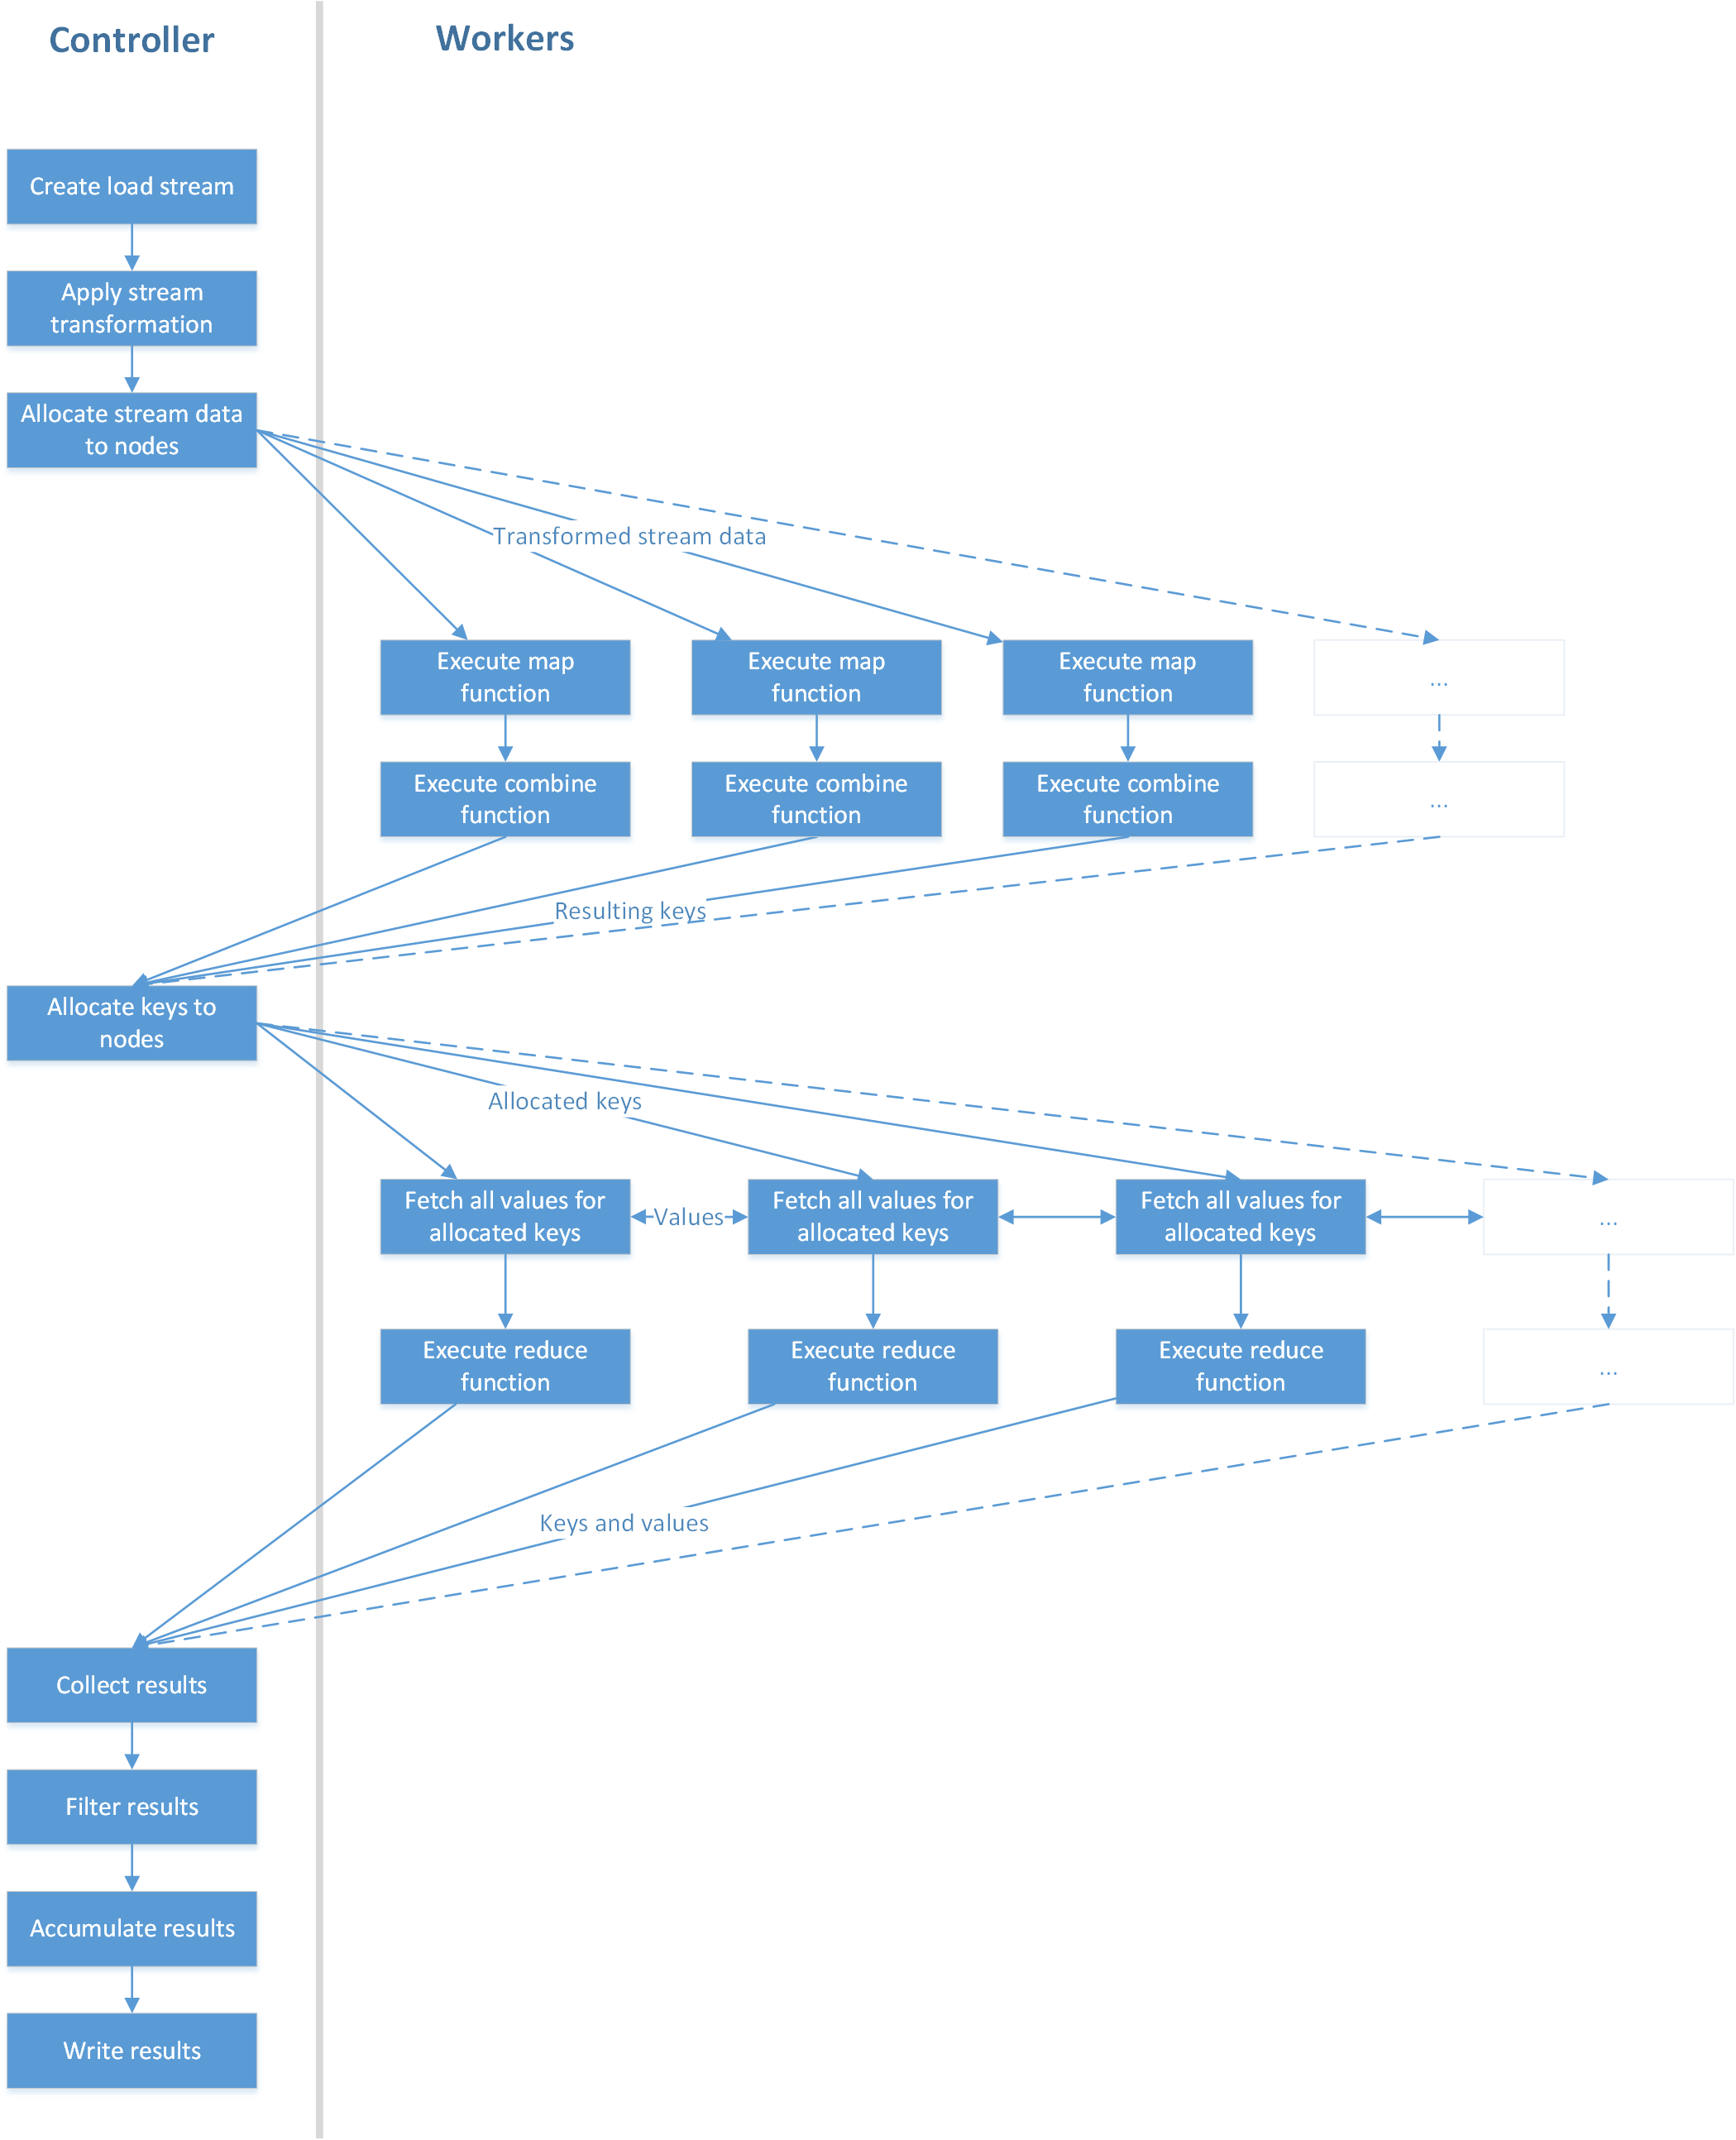 Controller
Workers
Create load stream
Apply stream
transformation
Allocate stream data
to nodes
Transformed stream data
Execute map
function
Execute map
function
Execute map
function
...
Execute combine
function
Execute combine
function
Execute combine
function
...
Resulting keys
Allocate keys to
nodes
Allocated keys
Fetch all values for
allocated keys
Values
Fetch all values for
allocated keys
Fetch all values for
allocated keys
...
Execute reduce
function
Execute reduce
function
Execute reduce
function
...
Keys and values
Collect results
Filter results
Accumulate results
Write results